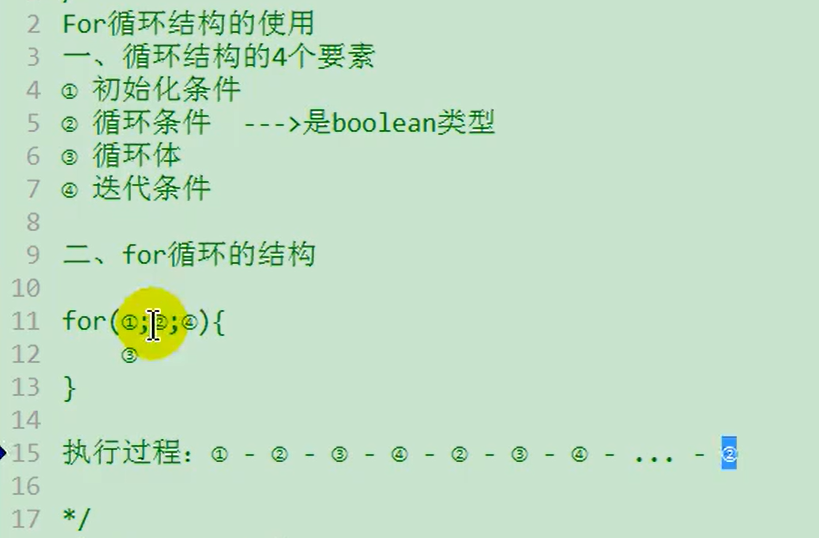 2 For循环结构的使用
3 一、循环结构的4个要素
4 ① 初始化条件
5 ② 循环条件 --->是boolean类型
6 ③ 循环体
7 ④ 迭代条件
8
9 二、for循环的结构
10
11 for(①;②;④){
12 ③
13 }
14
15 执行过程：① - ② - ③ - ④ - ② - ③ - ④ - ... - ②
16
17 */